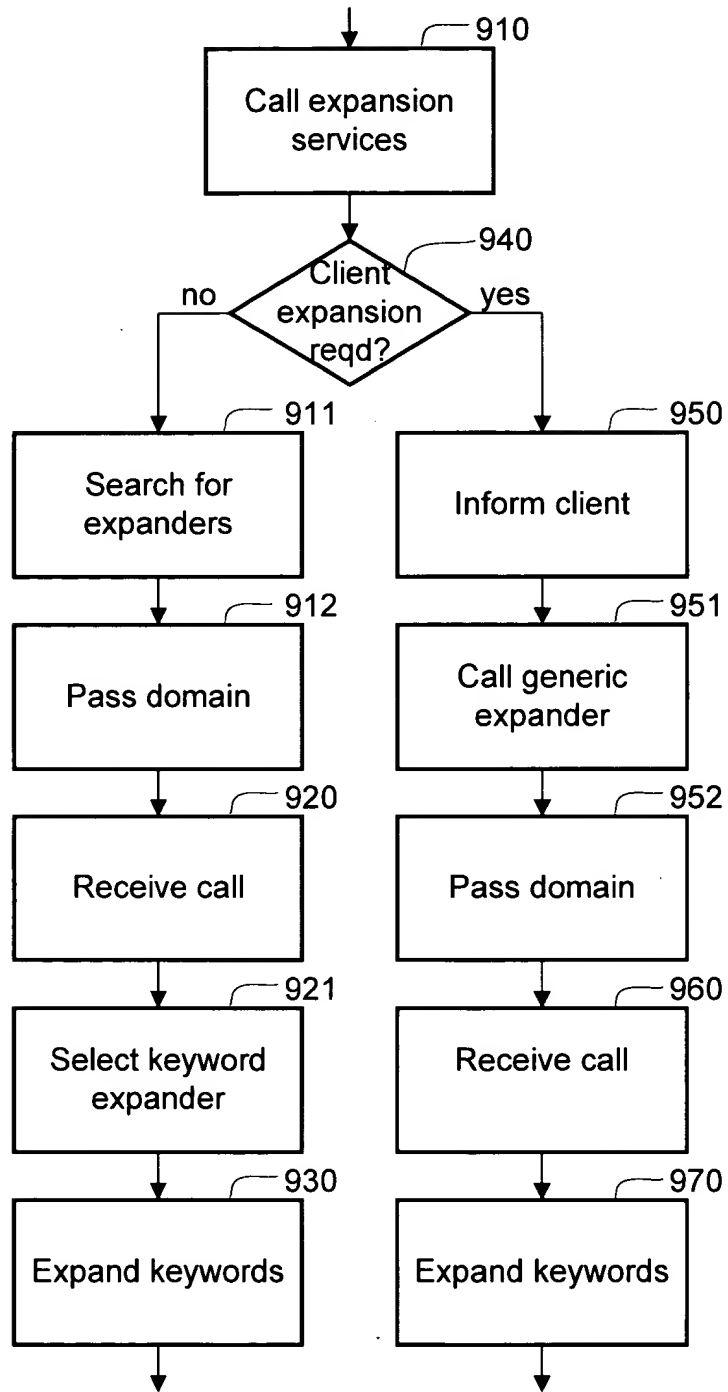 910
Call expansion
services
940
Client
expansion
reqd?
no
yes
911
Search for
expanders
950
Inform client
912
Pass domain
951
Call generic
expander
920
Receive call
952
Pass domain
921
Select keyword
expander
960
Receive call
930
Expand keywords
970
Expand keywords